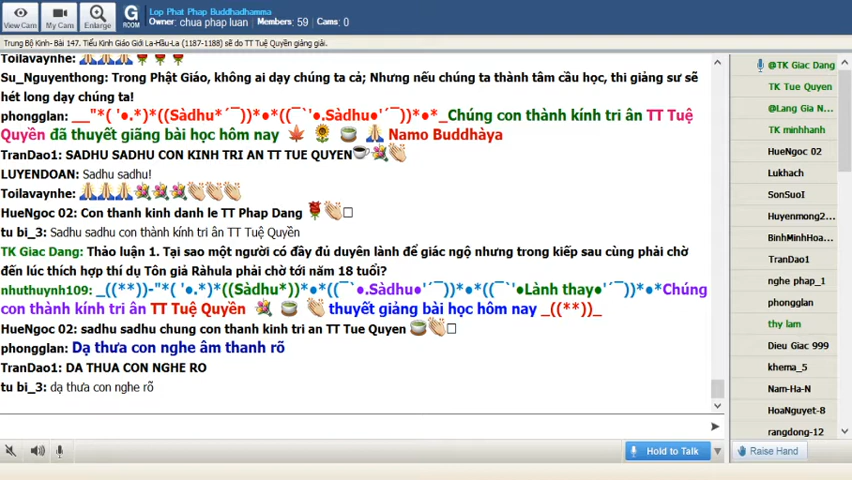 Lop Phat Phap Buddhadhamma
Owner: chua phap luan Members: 59 Cams: 0
View Cam My Cam Enlarge G ROOM
Trung Bộ Kinh- Bài 147. Tiểu Kinh Giáo Giới La-Hầu-La (1187-1188) sẽ do TT Tuệ Quyền giảng giải.
Toilavaynhe:
Su_Nguyenthong: Trong Phật Giáo, không ai dạy chúng ta cả; Nhưng nếu chúng ta thành tâm cầu học, thi giảng sư sẽ
hết long dạy chúng ta!
phongglan: __"*( '●.*)*((Sàdhu*´¯)*●*((¯`'●.Sàdhu●'´¯)*●*_Chúng con thành kính tri ân TT Tuệ
Quyền đã thuyết giãng bài học hôm nay Namo Buddhàya
TranDao1: SADHU SADHU CON KINH TRI AN TT TUE QUYEN
LUYENDOAN: Sadhu sadhu!
Toilavaynhe:
HueNgoc 02: Con thanh kinh danh le TT Phap Dang
tu bi_3: Sadhu sadhu con thành kính tri ân TT Tuệ Quyền
TK Giac Dang: Thảo luận 1. Tại sao một người có đầy đủ duyên lành để giác ngộ nhưng trong kiếp sau cùng phải chờ
đến lúc thích hợp thí dụ Tôn giả Ràhula phải chờ tới năm 18 tuổi?
nhuthuynh109: _((**))-"*( '●.*)*((Sàdhu*))*●*((¯`●.Sàdhu●'´¯)*●*((¯`'●Lành thay●'´¯))*●*Chúng
con thành kính tri ân TT Tuệ Quyền thuyết giảng bài học hôm nay _((**))_
HueNgoc 02: sadhu sadhu chung con thanh kinh tri an TT Tue Quyen
phongglan: Dạ thưa con nghe âm thanh rõ
TranDao1: DA THUA CON NGHE RO
tu bi_3: dạ thưa con nghe rõ
@TK Giac Dang
TK Tue Quyen
@Lang Gia N...
TK minhhanh
HueNgoc 02
Lukhach
SonSuoI
Huyenmong2...
BinhMinhHoa...
TranDao1
nghe phap_1
phongglan
thy lam
Dieu Giac 999
khema_5
Nam-Ha-N
HoaNguyet-8
rangdong-12
Hold to Talk
Raise Hand